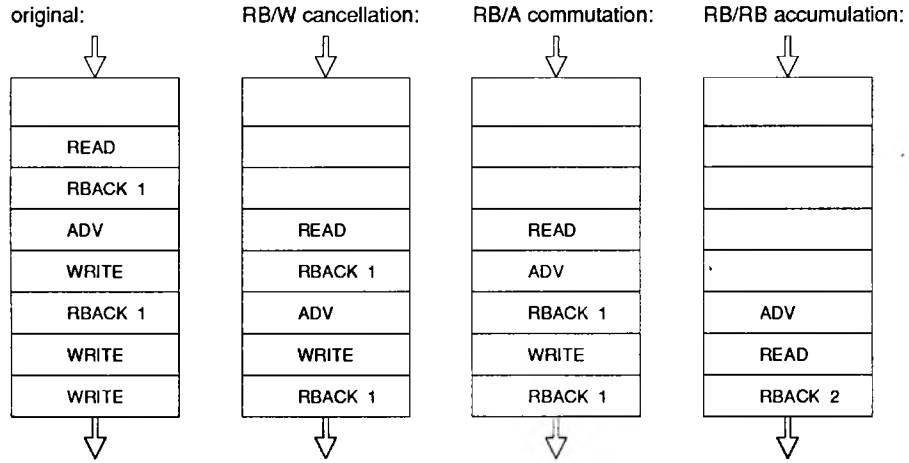 original:
READ
RBACK 1
ADV
WRITE
RBACK 1
WRITE
WRITE
RB/W cancellation:
READ
RBACK 1
ADV
WRITE
RBACK 1
RB/A commutation:
READ
ADV
RBACK 1
WRITE
RBACK 1
RB/RB accumulation:
ADV
READ
RBACK 2